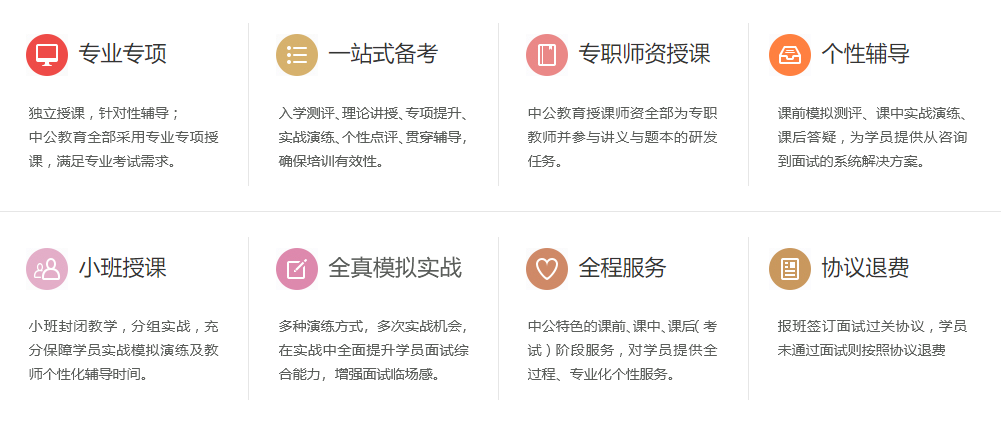 专业专项
独立授课，针对性辅导；
中公教育全部采用专业专项授
课，满足专业考试需求。
一站式备考
入学测评、理论讲授、专项提升、
实战演练、个性点评、贯穿辅导，
确保培训有效性。
专职师资授课
中公教育授课师资全部为专职
教师并参与讲义与题本的研发
任务。
个性辅导
课前模拟测评、课中实战演练、
课后答疑，为学员提供从咨询
到面试的系统解决方案。
小班授课
小班封闭教学，分组实战，充
分保障学员实战模拟演练及教
师个性化辅导时间。
全真模拟实战
多种演练方式，多次实战机会，
在实战中全面提升学员面试综
合能力，增强面试临场感。
全程服务
中公特色的课前、课中、课后（考
试）阶段服务，对学员提供全
过程、专业化个性服务。
协议退费
报班签订面试过关协议，学员
未通过面试则按照协议退费